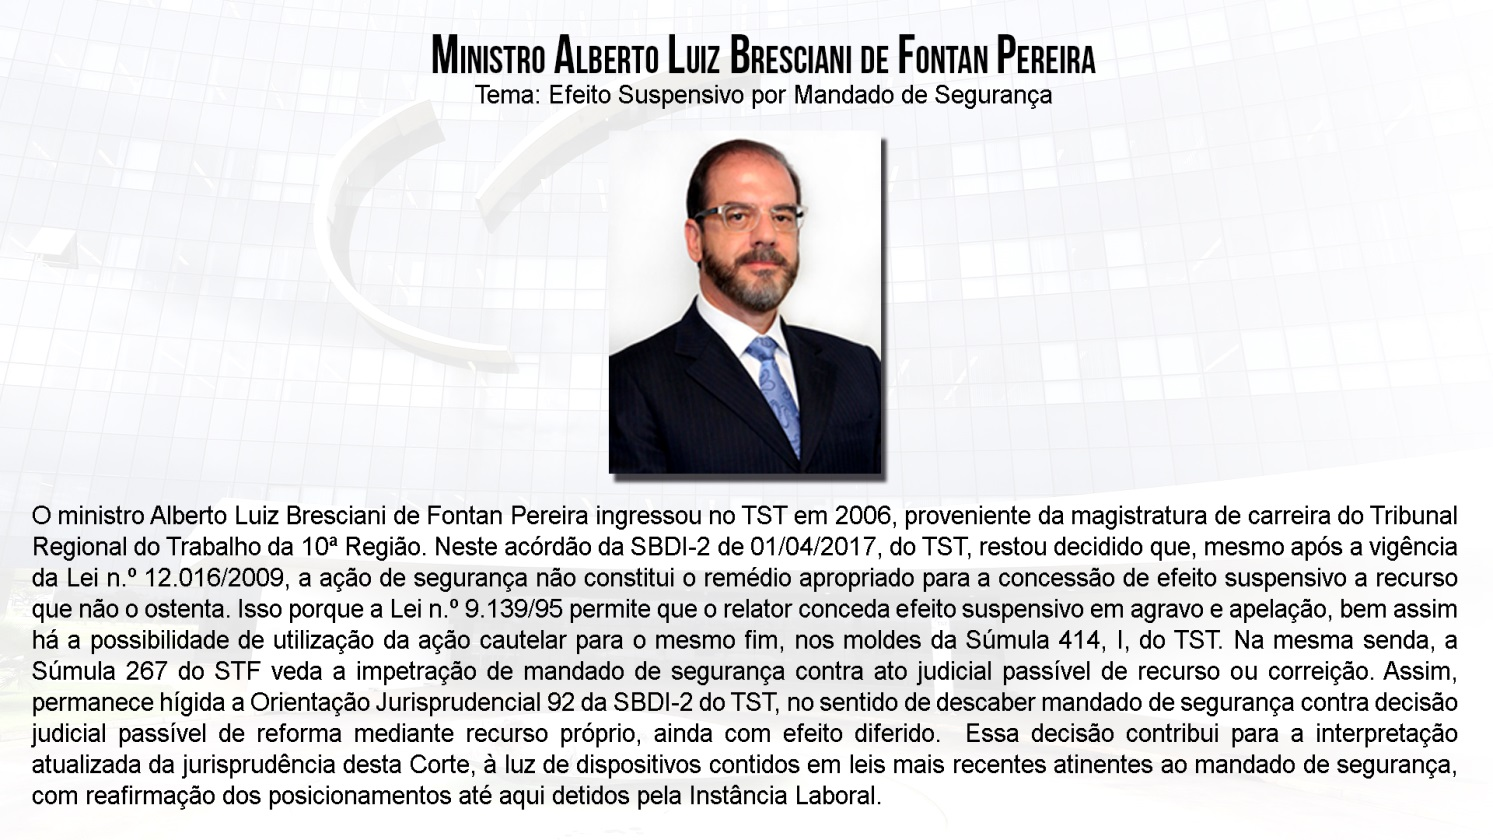 Ministro Alberto Luiz Bresciani de Fontan Pereira
Tema: Efeito Suspensivo por Mandado de Segurança
O ministro Alberto Luiz Bresciani de Fontan Pereira ingressou no TST em 2006, proveniente da magistratura de carreira do Tribunal
Regional do Trabalho da 10ª Região. Neste acórdão da SBDI-2 de 01/04/2017, do TST, restou decidido que, mesmo após a vigência
da Lei n.º 12.016/2009, a ação de segurança não constitui o remédio apropriado para a concessão de efeito suspensivo a recurso
que não o ostenta. Isso porque a Lei n.º 9.139/95 permite que o relator conceda efeito suspensivo em agravo e apelação, bem assim
há a possibilidade de utilização da ação cautelar para o mesmo fim, nos moldes da Súmula 414, I, do TST. Na mesma senda, a
Súmula 267 do STF veda a impetração de mandado de segurança contra ato judicial passível de recurso ou correição. Assim,
permanece hígida a Orientação Jurisprudencial 92 da SBDI-2 do TST, no sentido de descaber mandado de segurança contra decisão
judicial passível de reforma mediante recurso próprio, ainda com efeito diferido. Essa decisão contribui para a interpretação
atualizada da jurisprudência desta Corte, à luz de dispositivos contidos em leis mais recentes atinentes ao mandado de segurança,
com reafirmação dos posicionamentos até aqui detidos pela Instância Laboral.